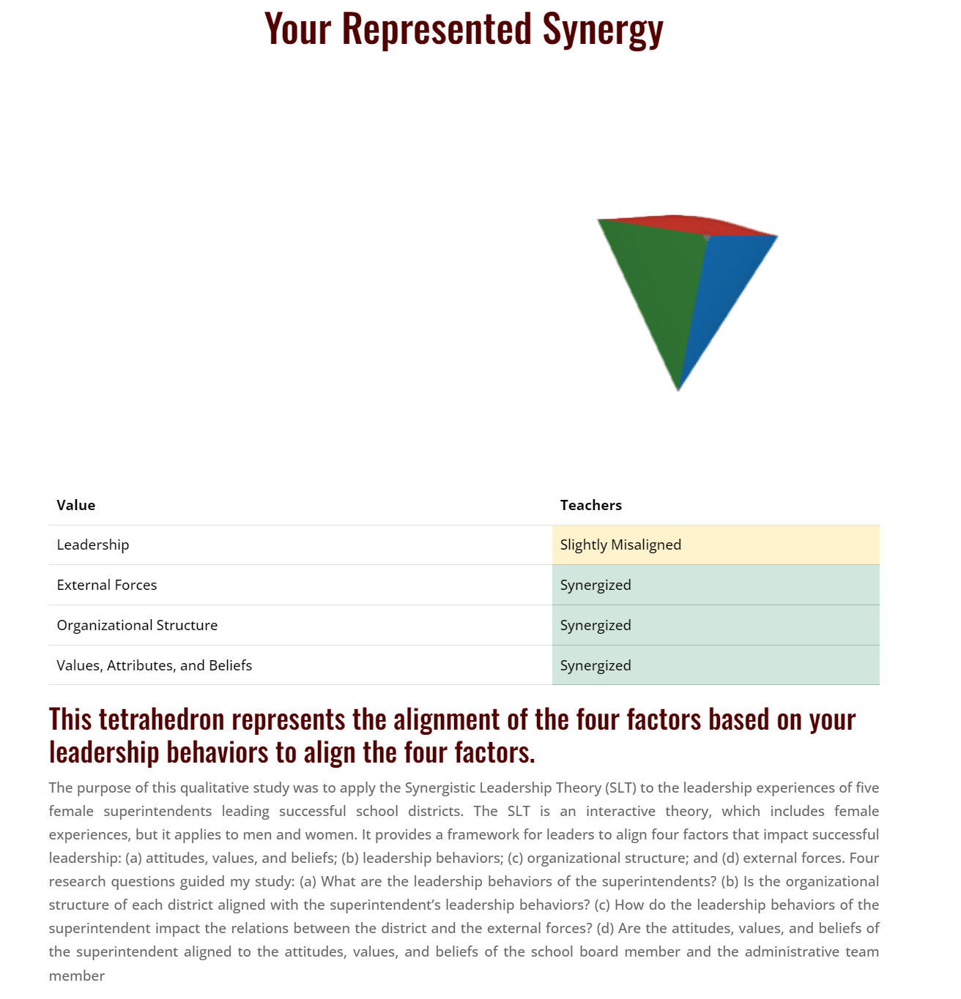 Your Represented Synergy
Value Teachers
Leadership Slightly Misaligned
External Forces Synergized
Organizational Structure Synergized
Values, Attributes, and Beliefs Synergized
This tetrahedron represents the alignment of the four factors based on your
leadership behaviors to align the four factors.
The purpose of this qualitative study was to apply the Synergistic Leadership Theory (SLT) to the leadership experiences of five
female superintendents leading successful school districts. The SLT is an interactive theory, which includes female
experiences, but it applies to men and women. It provides a framework for leaders to align four factors that impact successful
leadership: (a) attitudes, values, and beliefs; (b) leadership behaviors; (c) organizational structure; and (d) external forces. Four
research questions guided my study: (a) What are the leadership behaviors of the superintendents? (b) Is the organizational
structure of each district aligned with the superintendent’s leadership behaviors? (c) How do the leadership behaviors of the
superintendent impact the relations between the district and the external forces? (d) Are the attitudes, values, and beliefs of
the superintendent aligned to the attitudes, values, and beliefs of the school board member and the administrative team
member